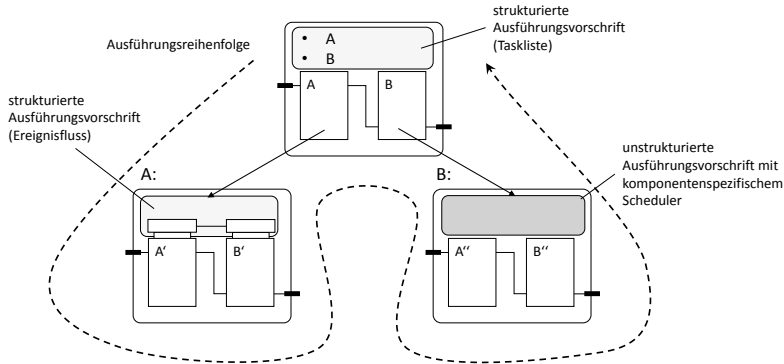 strukturierte
Ausführungsvorschrift
(Taskliste)
Ausführungsreihenfolge
• A
• B
A
B
strukturierte
Ausführungsvorschrift
(Ereignisfluss)
unstrukturierte
Ausführungsvorschrift mit
komponentenspezifischem
Scheduler
A:
B:
A‘
B‘
A‘‘
B‘‘